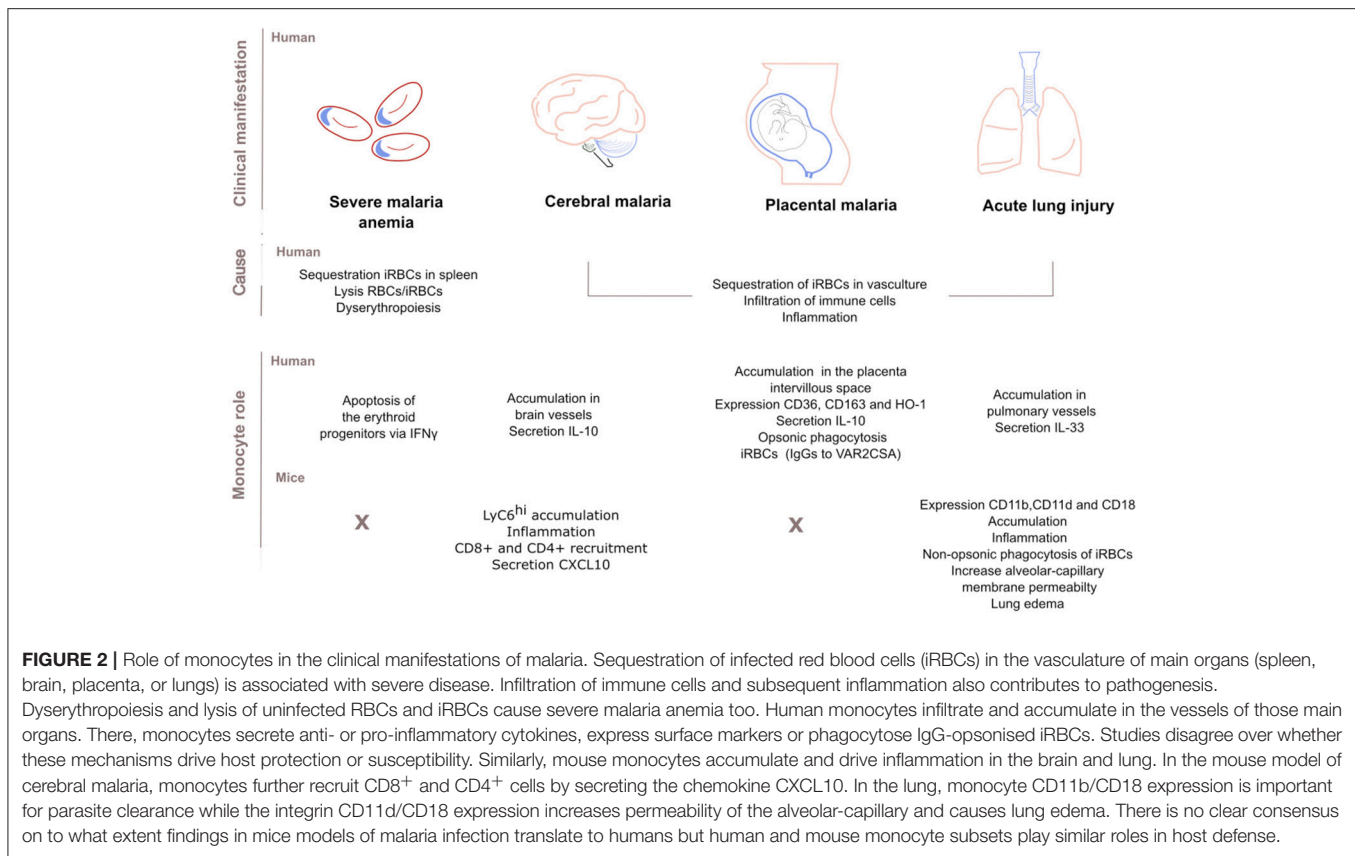 Clinical manifestation
Human
Severe malaria
anemia
Cerebral malaria
Placental malaria
Acute lung injury
Cause
Human
Sequestration iRBCs in spleen
Lysis RBCs/iRBCs
Dyserythropoiesis
Sequestration of iRBCs in vasculature
Infiltration of immune cells
Inflammation
Monocyte role
Human
Apoptosis of
the erythroid
progenitors via IFNγ
Accumulation in
brain vessels
Secretion IL-10
Accumulation in the placenta
intervillous space
Expression CD36, CD163 and HO-1
Secretion IL-10
Opsonic phagocytosis
iRBCs (IgGs to VAR2CSA)
Accumulation in
pulmonary vessels
Secretion IL-33
Mice
X
LyC6hi accumulation
Inflammation
CD8+ and CD4+ recruitment
Secretion CXCL10
X
Expression CD11b,CD11d and CD18
Accumulation
Inflammation
Non-opsonic phagocytosis of iRBCs
Increase alveolar-capillary
membrane permeabilty
Lung edema
FIGURE 2 | Role of monocytes in the clinical manifestations of malaria. Sequestration of infected red blood cells (iRBCs) in the vasculature of main organs (spleen,
brain, placenta, or lungs) is associated with severe disease. Infiltration of immune cells and subsequent inflammation also contributes to pathogenesis.
Dyserythropoiesis and lysis of uninfected RBCs and iRBCs cause severe malaria anemia too. Human monocytes infiltrate and accumulate in the vessels of those main
organs. There, monocytes secrete anti- or pro-inflammatory cytokines, express surface markers or phagocytose IgG-opsonised iRBCs. Studies disagree over whether
these mechanisms drive host protection or susceptibility. Similarly, mouse monocytes accumulate and drive inflammation in the brain and lung. In the mouse model of
cerebral malaria, monocytes further recruit CD8+ and CD4+ cells by secreting the chemokine CXCL10. In the lung, monocyte CD11b/CD18 expression is important
for parasite clearance while the integrin CD11d/CD18 expression increases permeability of the alveolar-capillary and causes lung edema. There is no clear consensus
on to what extent findings in mice models of malaria infection translate to humans but human and mouse monocyte subsets play similar roles in host defense.